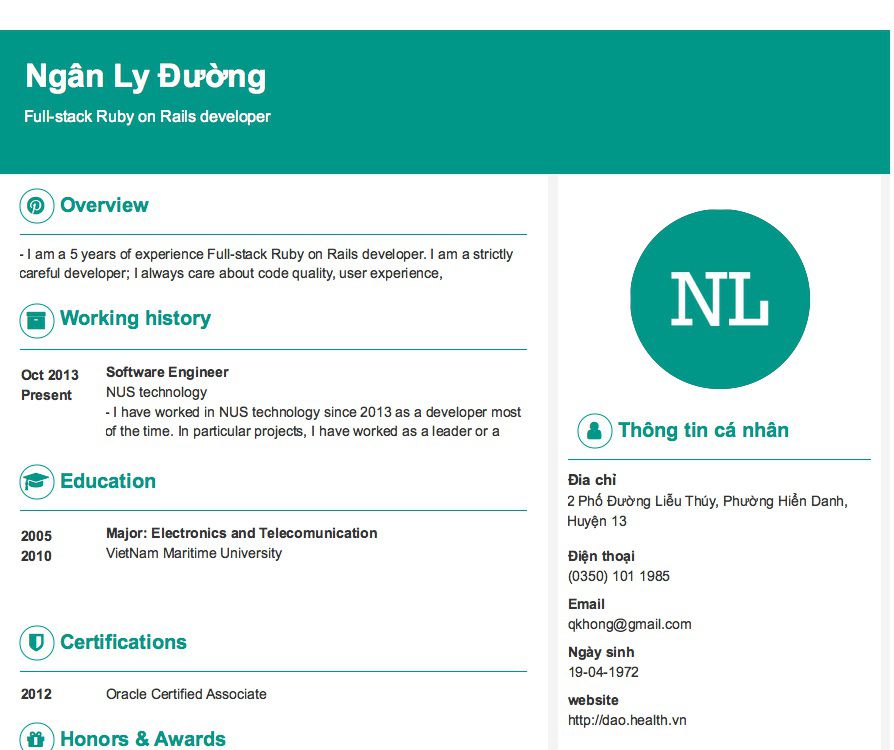 Ngân Ly Đường
Full-stack Ruby on Rails developer
Overview
- I am a 5 years of experience Full-stack Ruby on Rails developer. I am a strictly
careful developer; I always care about code quality, user experience,
Working history
Oct 2013
Present
Software Engineer
NUS technology
- I have worked in NUS technology since 2013 as a developer most
of the time. In particular projects, I have worked as a leader or a
Education
2005
2010
Major: Electronics and Telecomunication
VietNam Maritime University
Certifications
2012
Oracle Certified Associate
Honors & Awards
NL
Thông tin cá nhân
Đia chỉ
2 Phố Đường Liễu Thúy, Phường Hiển Danh,
Huyện 13
Điện thoại
(0350) 101 1985
Email
qkhong@gmail.com
Ngày sinh
19-04-1972
website
http://dao.health.vn